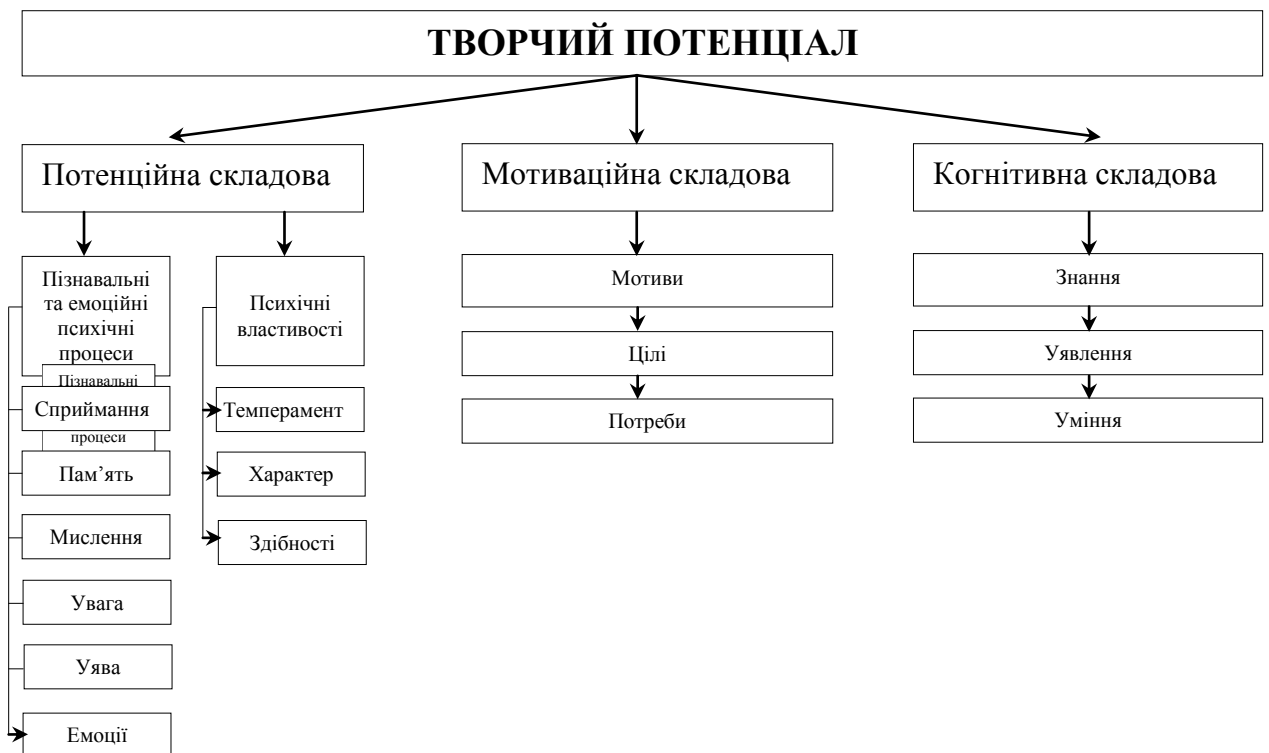 ТВОРЧИЙ ПОТЕНЦІАЛ
Потенційна складова
Мотиваційна складова
Когнітивна складова
Пізнавальні
та емоційні
психічні
процеси
Психічні
властивості
Мотиви
Знання
Цілі
Уявлення
Потреби
Уміння
Пізнавальні
Сприймання
процеси
Пам’ять
Мислення
Увага
Уява
Емоції
Темперамент
Характер
Здібності